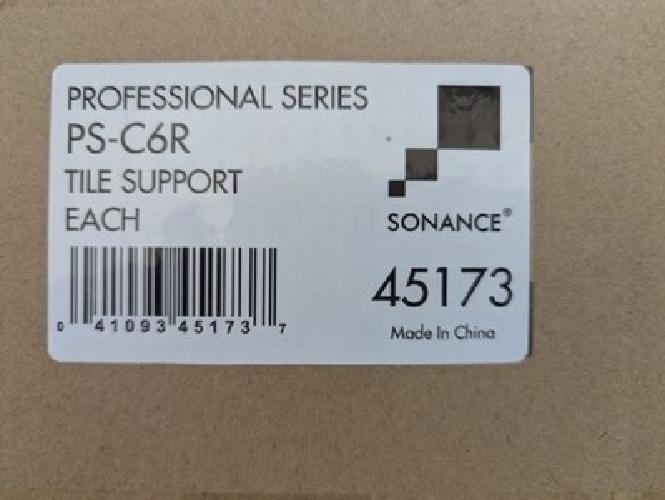 PROFESSIONAL SERIES
PS-C6R
TILE SUPPORT
EACH
SONANCE®
45173
Made In China
0 41093 45173 7